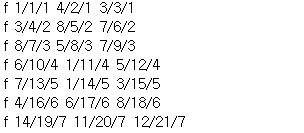 f 1/1/1 4/2/1 3/3/1
f 3/4/2 8/5/2 7/6/2
f 8/7/3 5/8/3 7/9/3
f 6/10/4 1/11/4 5/12/4
f 7/13/5 1/14/5 3/15/5
f 4/16/6 6/17/6 8/18/6
f 14/19/7 11/20/7 12/21/7